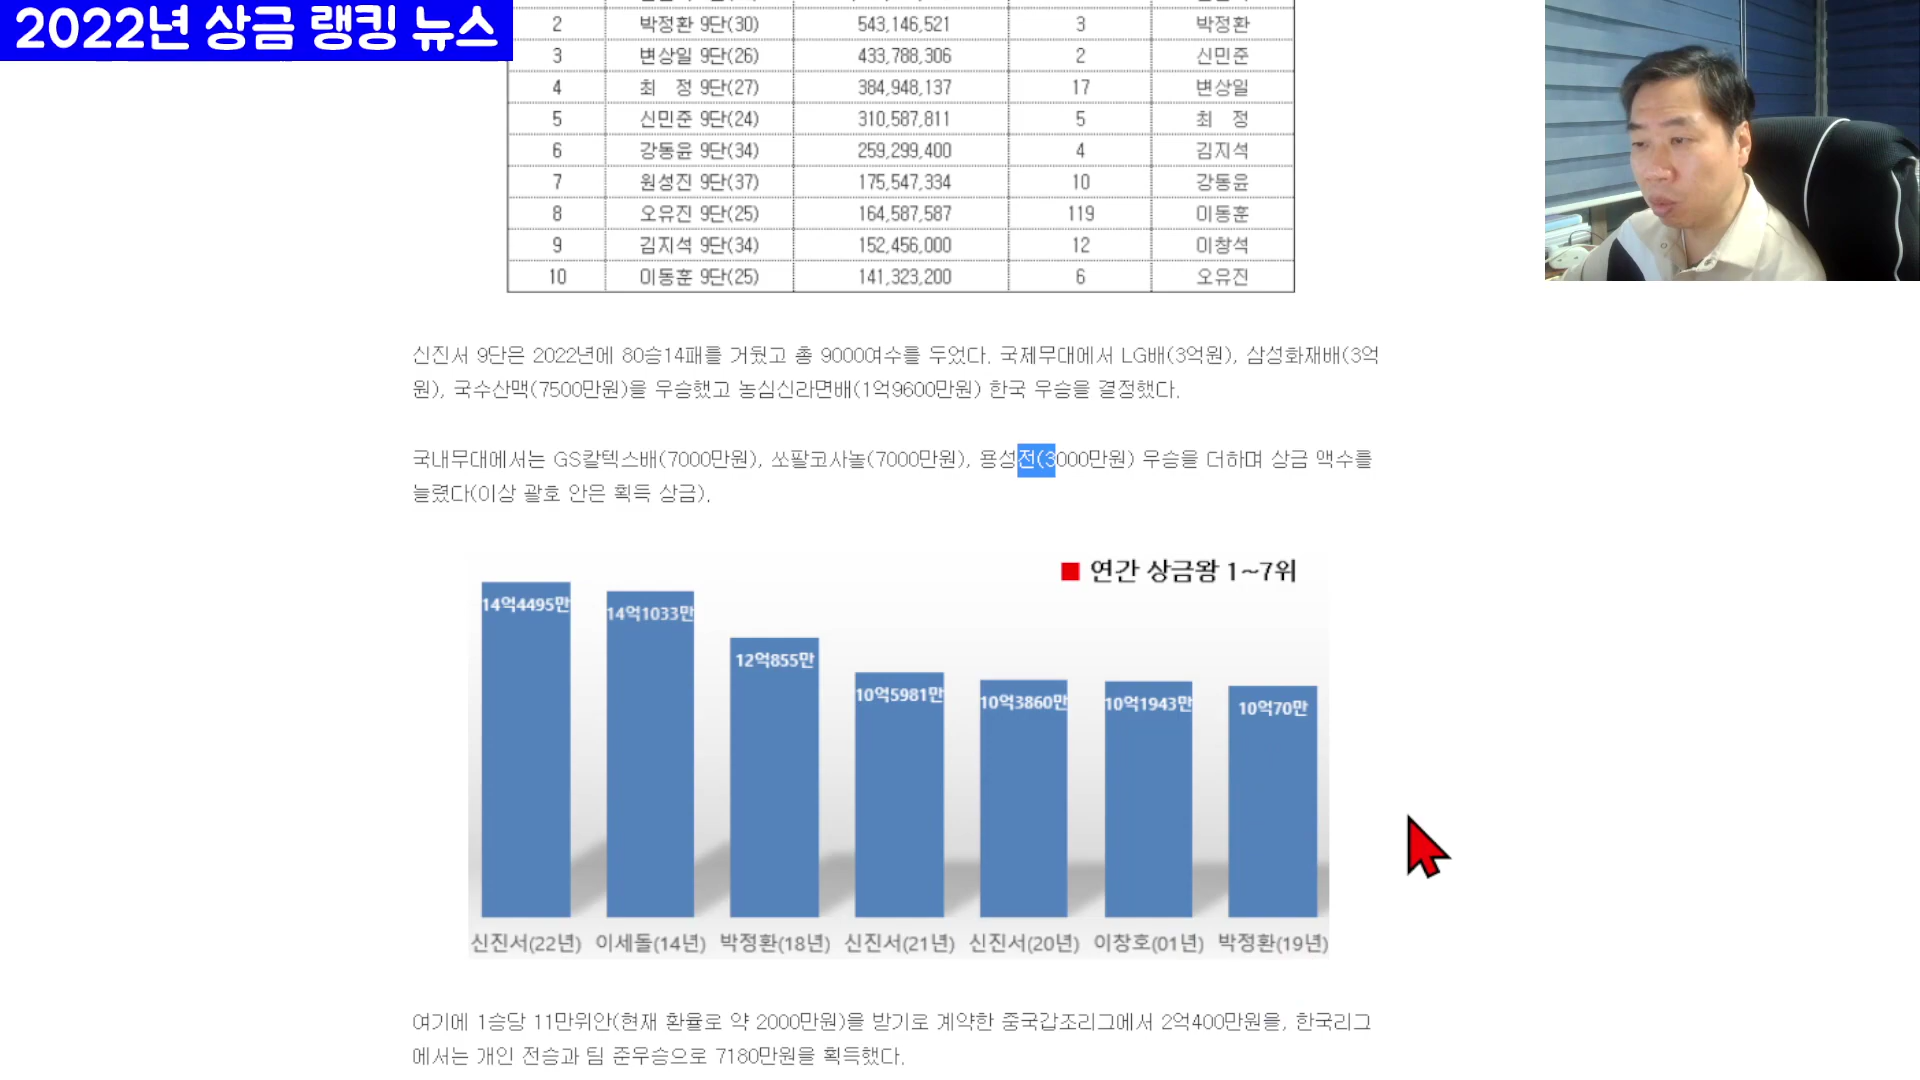 2022년 상금 랭킹 뉴스
2 박정환 9단(30) 543,146,521 3 박정환
3 변상일 9단(26) 433,788,306 2 신민준
4 최 정 9단(27) 384,948,137 17 변상일
5 신민준 9단(24) 310,587,811 5 최 정
6 강동윤 9단(34) 259,299,400 4 김지석
7 원성진 9단(37) 175,547,334 10 강동윤
8 오유진 9단(25) 164,587,587 119 이동훈
9 김지석 9단(34) 152,456,000 12 이창석
10 이동훈 9단(25) 141,323,200 6 오유진
신진서 9단은 2022년에 80승14패를 거뒀고 총 90000여수를 두었다. 국제무대에서 LG배(3억원), 삼성화재배(3억
원), 국수산맥(7500만원)을 우승했고 농심신라면배(1억9600만원) 한국 우승을 결정했다.
국내무대에서는 GS칼텍스배(7000만원), 쏘팔코사놀(7000만원), 용성전(3000만원) 우승을 더하며 상금 액수를
늘렸다(이상 괄호 안은 획득 상금).
■ 연간 상금왕 1~7위
14억4495만 14억1033만 12억855만 10억5981만 10억3860만 10억1943만 10억70만
신진서(22년) 이세돌(14년) 박정환(18년) 신진서(21년) 신진서(20년) 이창호(01년) 박정환(19년)
여기에 1승당 11만위안(현재 환율로 약 2000만원)을 받기로 계약한 중국갑조리그에서 2억400만원을, 한국리그
에서는 개인 전승과 팀 준우승으로 7180만원을 획득했다.